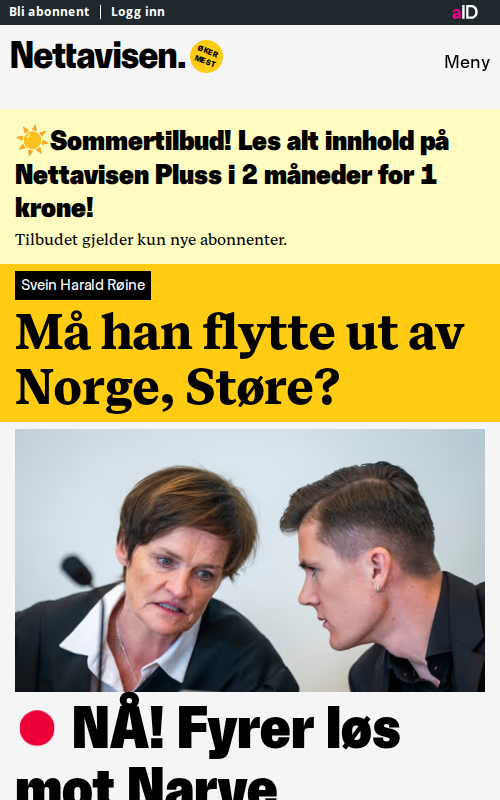 Bli abonnent | Logg inn
aID
Nettavisen.
ØKER
MEST
Meny
☀️Sommertilbud! Les alt innhold på
Nettavisen Pluss i 2 måneder for 1
krone!
Tilbudet gjelder kun nye abonnenter.
Svein Harald Røine
Må han flytte ut av
Norge, Støre?
🔴 NÅ! Fyrer løs
mot Narve